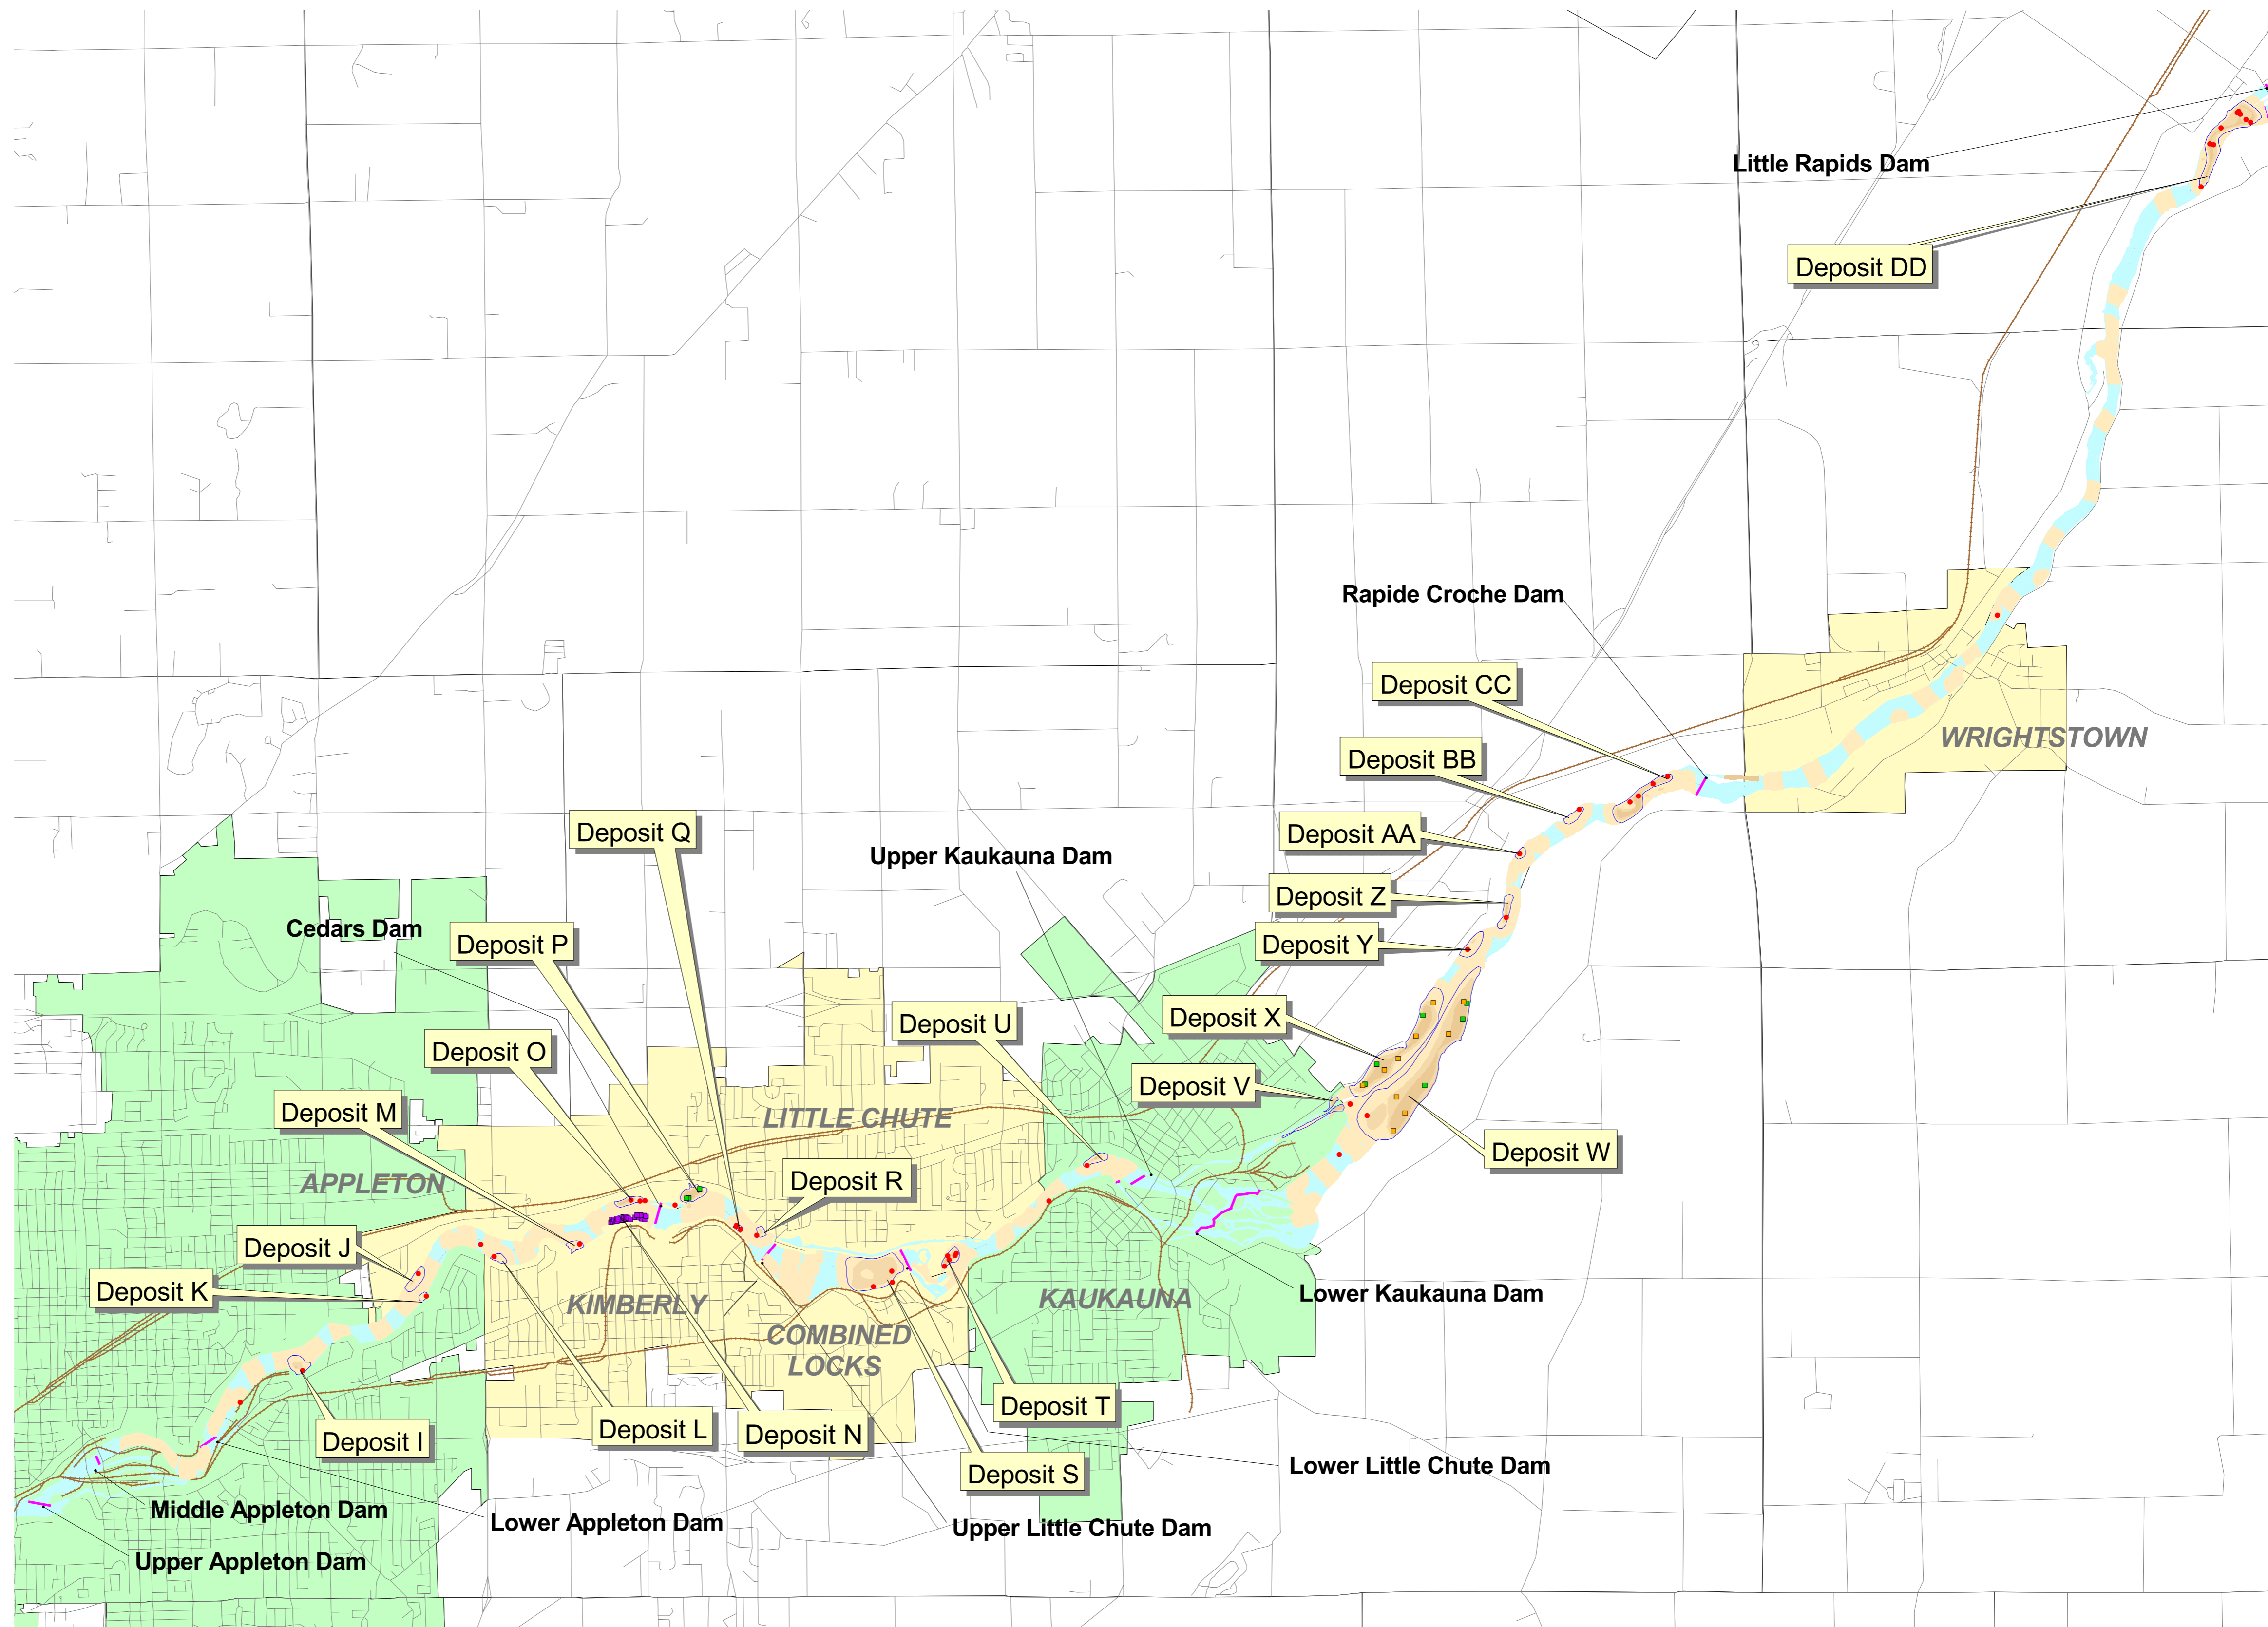 Little Rapids Dam
Deposit DD
Rapide Croche Dam
Deposit CC
WRIGHTSTOWN
Deposit BB
Deposit Q
Deposit AA
Upper Kaukauna Dam
Deposit Z
Cedars Dam
Deposit P
Deposit Y
Deposit X
Deposit U
Deposit O
Deposit V
Deposit M
LITTLE CHUTE
Deposit W
APPLETON
Deposit R
Deposit J
Deposit K
Lower Kaukauna Dam
KAUKAUNA
KIMBERLY
COMBINED
LOCKS
Deposit T
Deposit L
Deposit N
Deposit I
Deposit S
Lower Little Chute Dam
Middle Appleton Dam
Lower Appleton Dam
Upper Little Chute Dam
Upper Appleton Dam